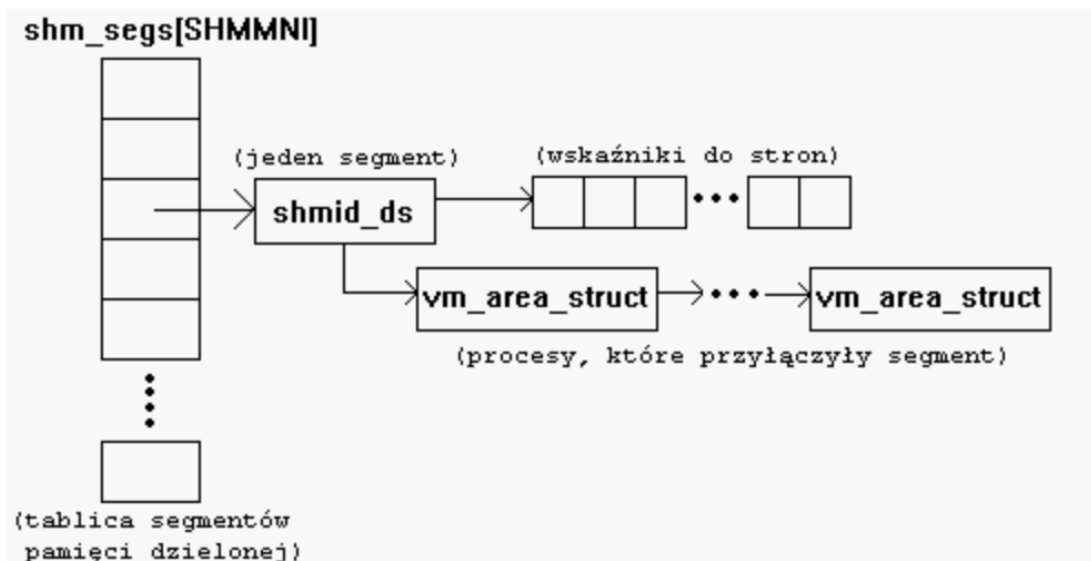 shm_segs[SHMMNI]
(jeden segment)
(wskaźniki do stron)
shmid_ds
vm_area_struct
vm_area_struct
(procesy, które przyłączyły segment)
(tablica segmentów
pamięci dzielonej)